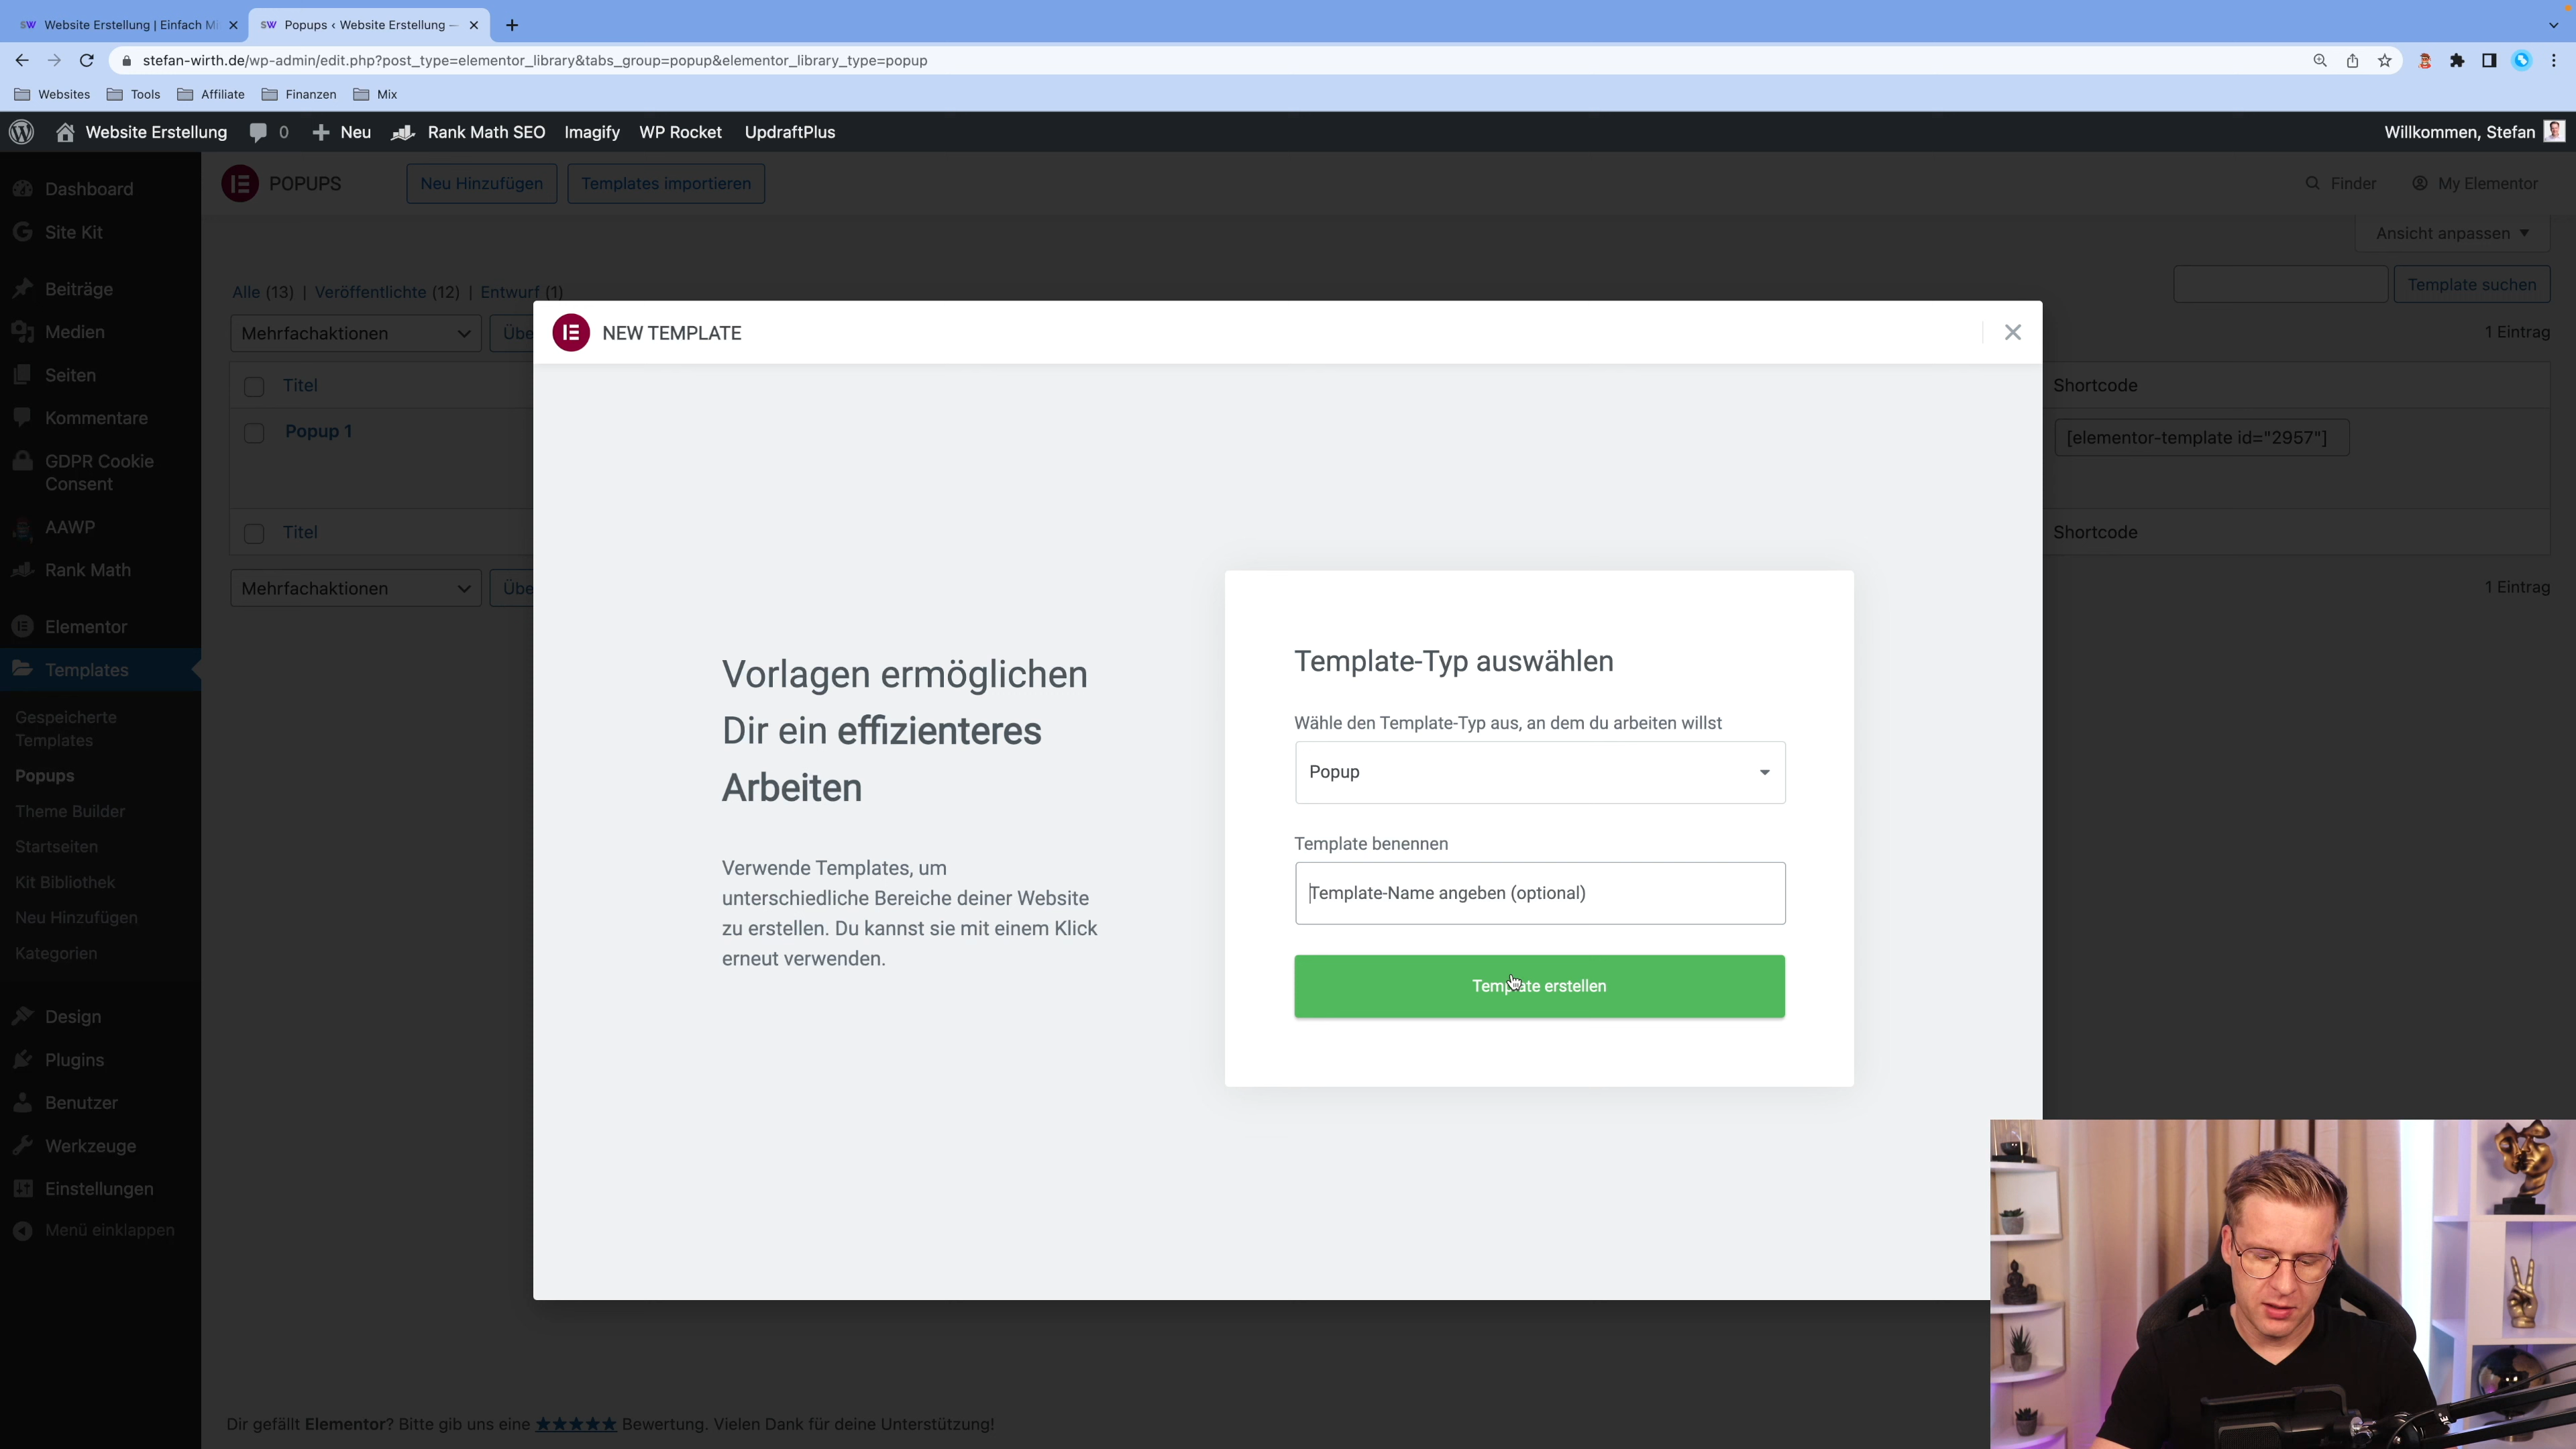 SW Website Erstellung | Einfach Mi
SW Popups ‹ Website Erstellung —
stefan-wirth.de/wp-admin/edit.php?post_type=elementor_library&tabs_group=popup&elementor_library_type=popup
Websites Tools Affiliate Finanzen Mix
Website Erstellung 0 Neu Rank Math SEO Imagify WP Rocket UpdraftPlus Willkommen, Stefan
Dashboard
Site Kit
Beiträge
Medien
Seiten
Kommentare
GDPR Cookie
Consent
AAWP
Rank Math
Elementor
Templates
Gespeicherte
Templates
Popups
Theme Builder
Startseiten
Kit Bibliothek
Neu Hinzufügen
Kategorien
Design
Plugins
Benutzer
Werkzeuge
Einstellungen
Menü einklappen
POPUPS Neu Hinzufügen Templates importieren Finder My Elementor
Ansicht anpassen
Alle (13) | Veröffentlichte (12) | Entwurf (1)
Template suchen
Mehrfachaktionen Übe 1 Eintrag
Titel Shortcode
Popup 1 [elementor-template id="2957"]
Titel Shortcode
Mehrfachaktionen Übe 1 Eintrag
NEW TEMPLATE
Vorlagen ermöglichen
Dir ein effizienteres
Arbeiten
Verwende Templates, um
unterschiedliche Bereiche deiner Website
zu erstellen. Du kannst sie mit einem Klick
erneut verwenden.
Template-Typ auswählen
Wähle den Template-Typ aus, an dem du arbeiten willst
Popup
Template benennen
Template-Name angeben (optional)
Template erstellen
Dir gefällt Elementor? Bitte gib uns eine ★★★★★ Bewertung. Vielen Dank für deine Unterstützung!